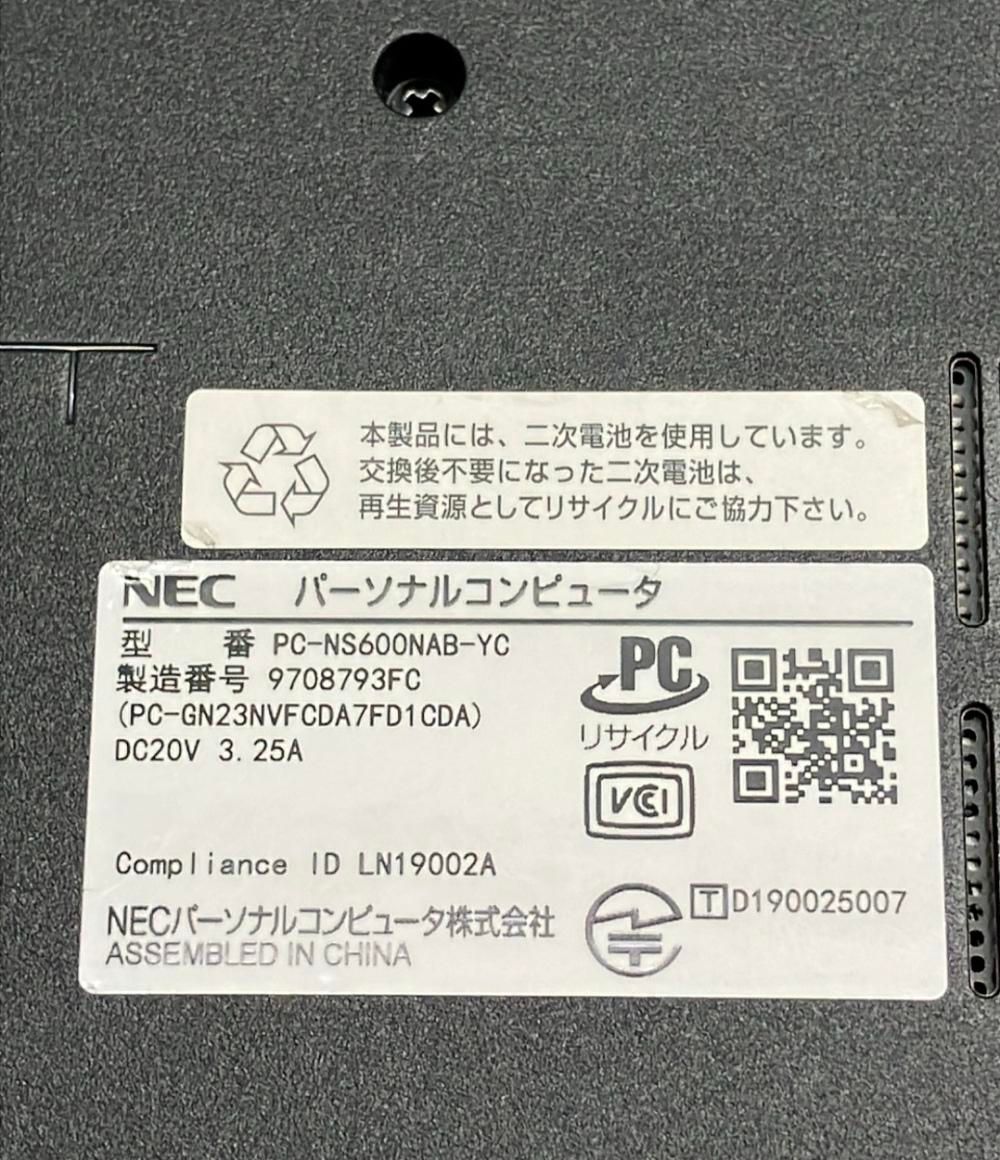 本製品には、二次電池を使用しています。
交換後不要になった二次電池は、
再生資源としてリサイクルにご協力下さい。
NEC パーソナルコンピュータ
型 番 PC-NS600NAB-YC
製造番号 9708793FC
(PC-GN23NVFCDA7FD1CDA)
DC20V 3.25A
PC
リサイクル
VCCI
Compliance ID LN19002A
T D190025007
NECパーソナルコンピュータ株式会社
ASSEMBLED IN CHINA